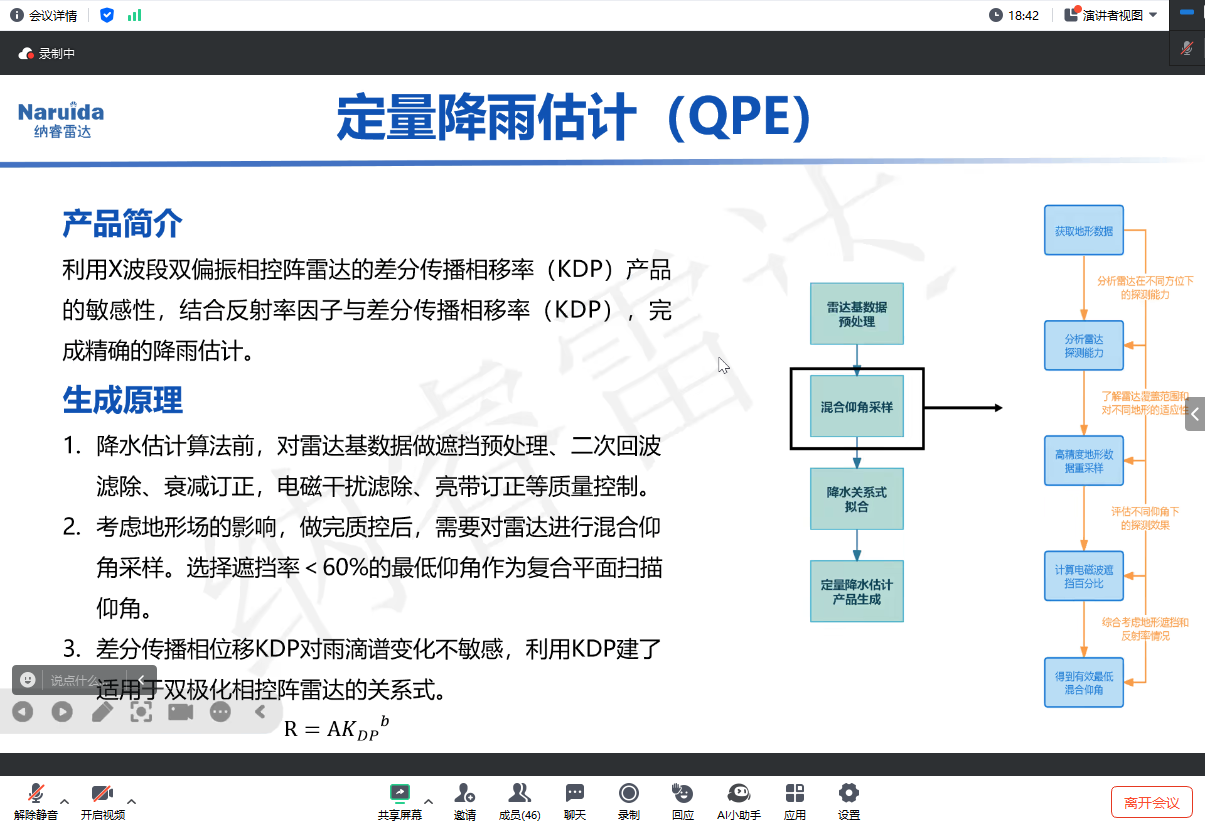 会议详情
18:42
演讲者视图
录制中
Naruida
纳睿雷达
定量降雨估计（QPE）
产品简介
利用X波段双偏振相控阵雷达的差分传播相移率（KDP）产品
的敏感性，结合反射率因子与差分传播相移率（KDP），完
成精确的降雨估计。
生成原理
1. 降水估计算法前，对雷达基数据做遮挡预处理、二次回波
滤除、衰减订正，电磁干扰滤除、亮带订正等质量控制。
2. 考虑地形场的影响，做完质控后，需要对雷达进行混合仰
角采样。选择遮挡率＜60%的最低仰角作为复合平面扫描
仰角。
3. 差分传播相位移KDP对雨滴谱变化不敏感，利用KDP建了
适用于双极化相控阵雷达的关系式。
R = AK_DP^b
雷达基数据
预处理
混合仰角采样
降水关系式
拟合
定量降水估计
产品生成
获取地形数据
分析雷达在不同方位下
的探测能力
分析雷达
探测能力
了解雷达覆盖范围和
对不同地形的适应性
高精度地形数
据重采样
评估不同仰角下
的探测效果
计算电磁波遮
挡百分比
综合考虑地形遮挡和
反射率情况
得到有效最低
混合仰角
纳睿雷达
说点什么...
解除静音
开启视频
共享屏幕
邀请
成员(46)
聊天
录制
回应
AI小助手
应用
设置
离开会议